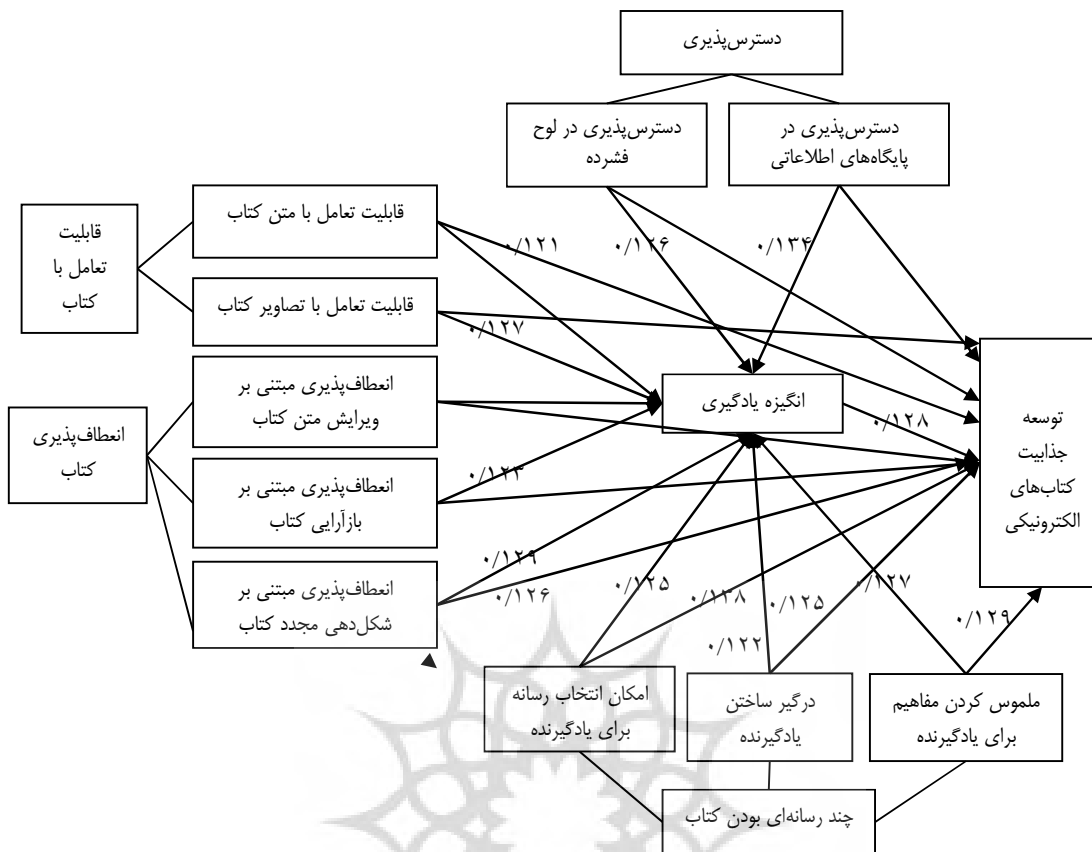 دسترس‌پذیری
دسترس‌پذیری در
پایگاه‌های اطلاعاتی
دسترس‌پذیری در لوح
فشرده
قابلیت
تعامل با
کتاب
قابلیت تعامل با متن کتاب
قابلیت تعامل با تصاویر کتاب
انعطاف‌پذیری
کتاب
انعطاف‌پذیری مبتنی بر
ویرایش متن کتاب
انعطاف‌پذیری مبتنی بر
بازآرایی کتاب
انعطاف‌پذیری مبتنی بر
شکل‌دهی مجدد کتاب
۰/۱۲۱
۰/۱۲۶
۰/۱۳۴
۰/۱۲۷
انگیزه یادگیری
۰/۱۲۸
توسعه
جذابیت
کتاب‌های
الکترونیکی
۰/۱۲۳
۰/۱۲۹
۰/۱۲۶
۰/۱۲۵
۰/۱۳۸
۰/۱۲۵
۰/۱۲۷
۰/۱۲۲
۰/۱۲۹
ملموس کردن مفاهیم
برای یادگیرنده
درگیر ساختن
یادگیرنده
امکان انتخاب رسانه
برای یادگیرنده
چند رسانه‌ای بودن کتاب